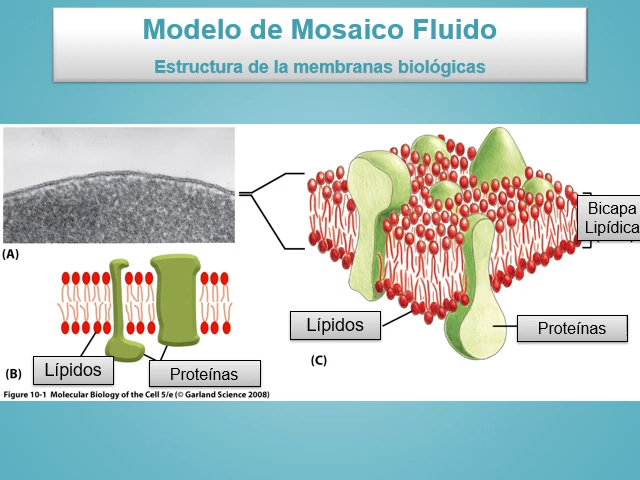 Modelo de Mosaico Fluido
Estructura de la membranas biológicas
(A)
Bicapa
Lipídica
Lípidos
Proteínas
(B)
Lípidos
Proteínas
(C)
Figure 10-1 Molecular Biology of the Cell 5/e (© Garland Science 2008)